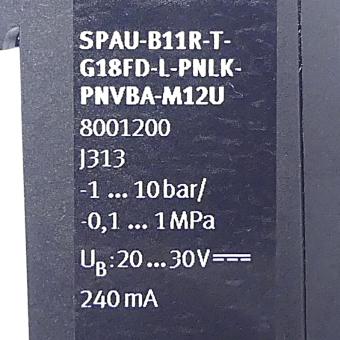 SPAU-B11R-T-
G18FD-L-PNLK-
PNVBA-M12U
8001200
J313
-1 ... 10 bar/
-0,1 ... 1 MPa
UB:20 ...30V⎓
240 mA